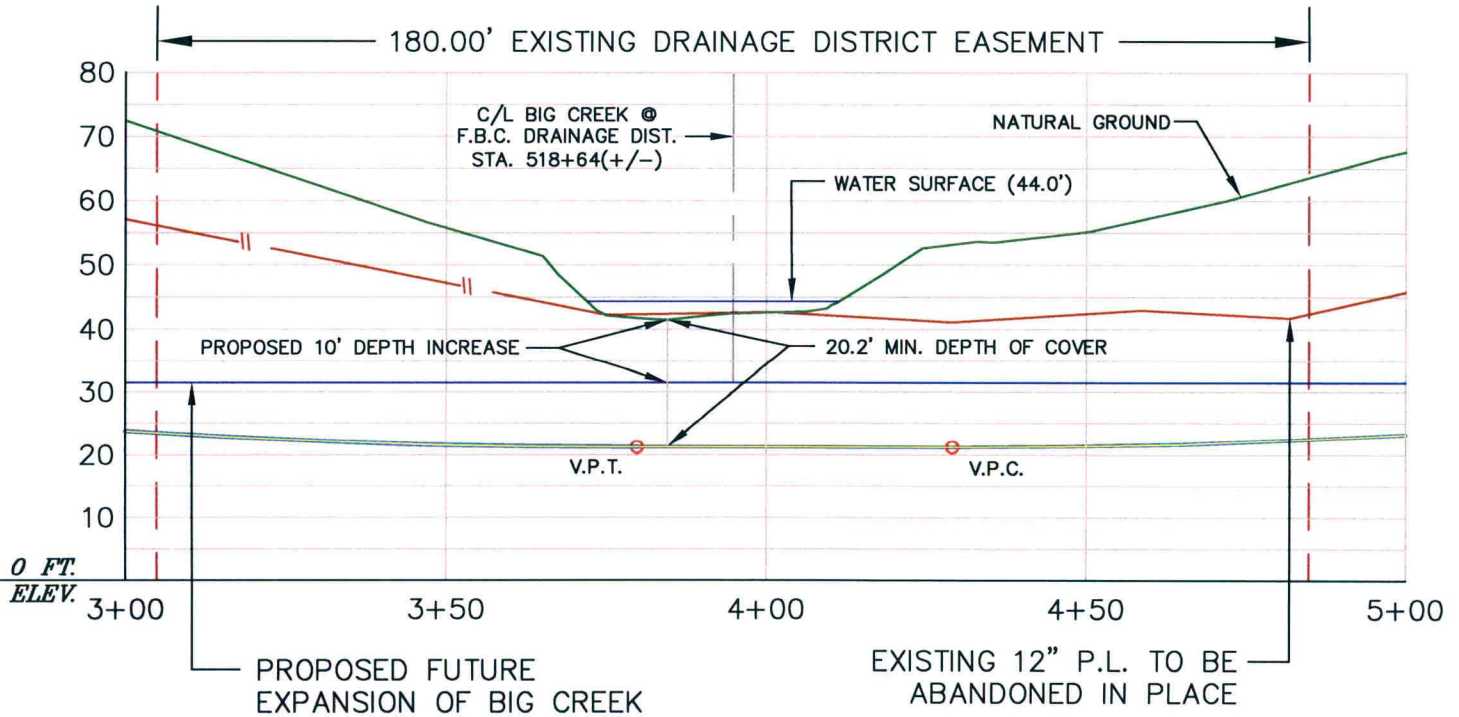 180.00' EXISTING DRAINAGE DISTRICT EASEMENT
80
70
60
50
40
30
20
10
0 FT.
ELEV.
C/L BIG CREEK @
F.B.C. DRAINAGE DIST.
STA. 518+64(+/-)
NATURAL GROUND
WATER SURFACE (44.0')
PROPOSED 10' DEPTH INCREASE
20.2' MIN. DEPTH OF COVER
V.P.T.
V.P.C.
3+00
3+50
4+00
4+50
5+00
PROPOSED FUTURE
EXPANSION OF BIG CREEK
EXISTING 12" P.L. TO BE
ABANDONED IN PLACE